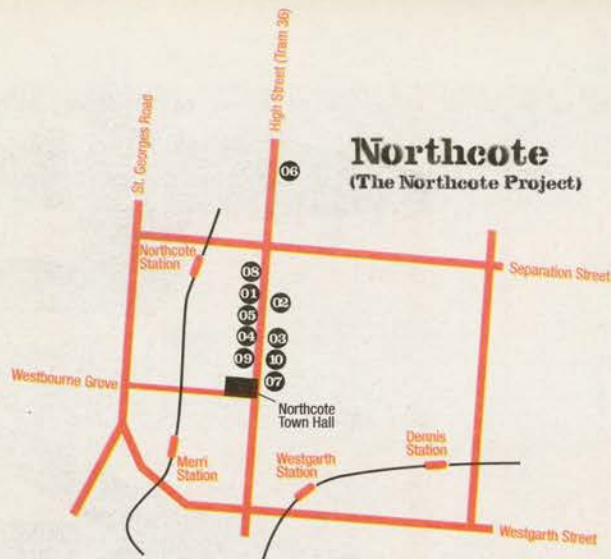 High Street (Tram 36)
St. Georges Road
Northcote
(The Northcote Project)
06
Northcote
Station
Separation Street
08
01
02
05
04
03
09
10
07
Westbourne Grove
Northcote
Town Hall
Merri
Station
Westgarth
Station
Dennis
Station
Westgarth Street